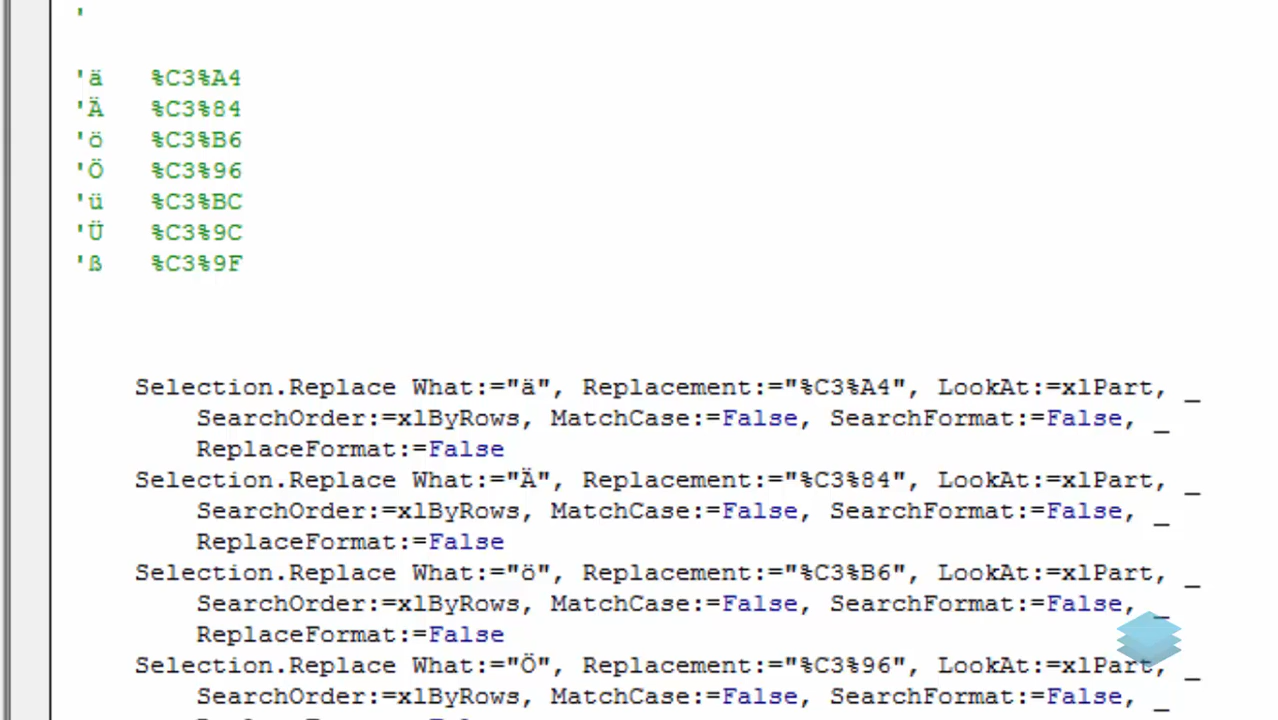 '
'ä %C3%A4
'Ä %C3%84
'ö %C3%B6
'Ö %C3%96
'ü %C3%BC
'Ü %C3%9C
'ß %C3%9F
Selection.Replace What:="ä", Replacement:="%C3%A4", LookAt:=xlPart, _
SearchOrder:=xlByRows, MatchCase:=False, SearchFormat:=False, _
ReplaceFormat:=False
Selection.Replace What:="Ä", Replacement:="%C3%84", LookAt:=xlPart, _
SearchOrder:=xlByRows, MatchCase:=False, SearchFormat:=False, _
ReplaceFormat:=False
Selection.Replace What:="ö", Replacement:="%C3%B6", LookAt:=xlPart, _
SearchOrder:=xlByRows, MatchCase:=False, SearchFormat:=False, _
ReplaceFormat:=False
Selection.Replace What:="Ö", Replacement:="%C3%96", LookAt:=xlPart, _
SearchOrder:=xlByRows, MatchCase:=False, SearchFormat:=False, _